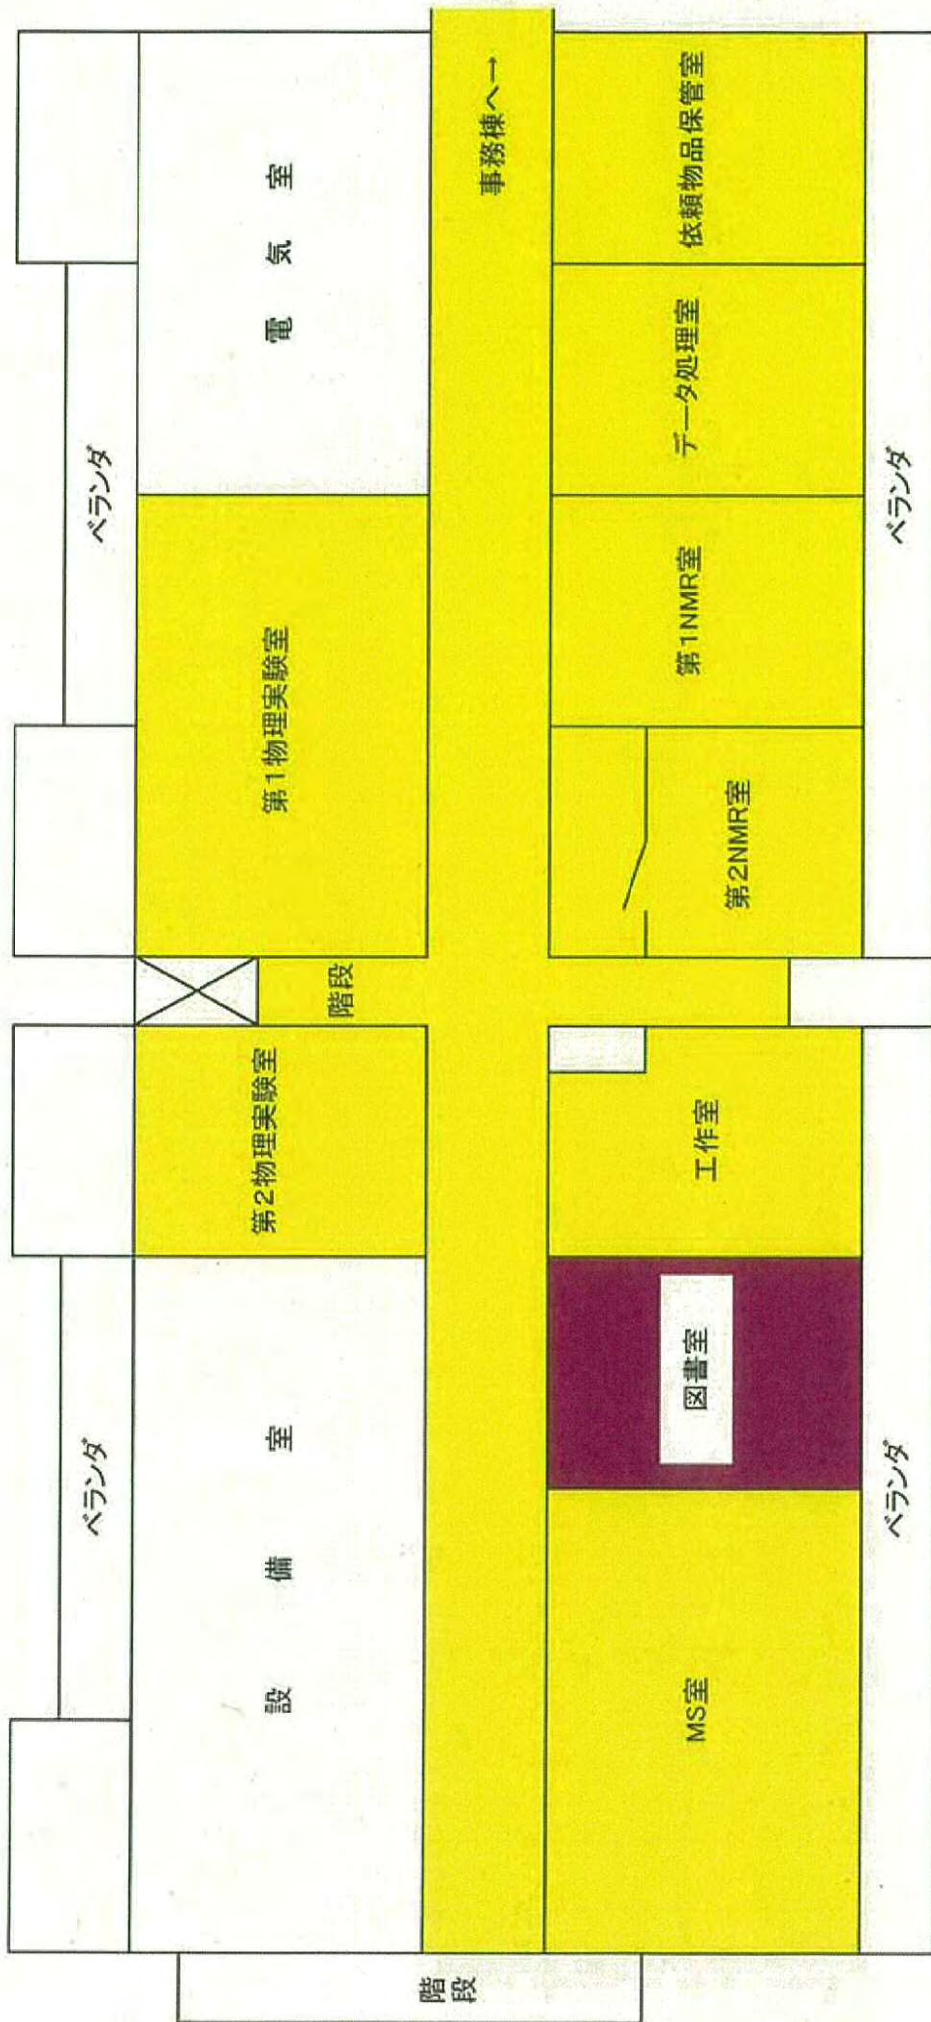 ベランダ
ベランダ
設備室
第2物理実験室
階段
第1物理実験室
電気室
階段
事務棟へ→
MS室
図書室
工作室
第2NMR室
第1NMR室
データ処理室
依頼物品保管室
ベランダ
ベランダ